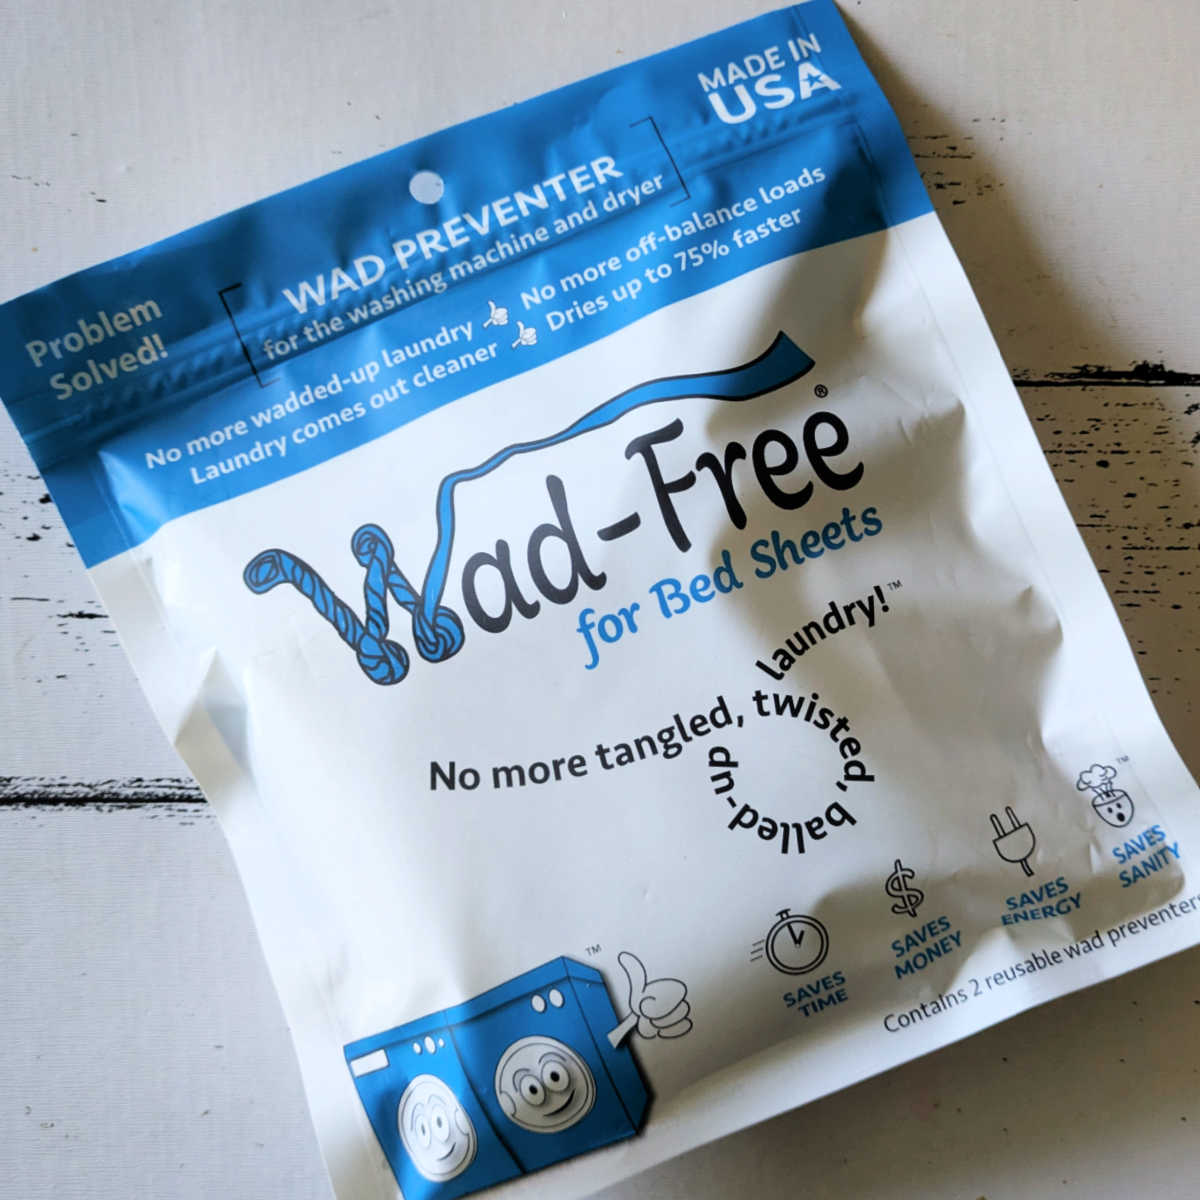 MADE IN
USA
Problem
Solved!
WAD PREVENTER
for the washing machine and dryer
No more wadded-up laundry
Laundry comes out cleaner
No more off-balance loads
Dries up to 75% faster
Wad-Free®
for Bed Sheets
No more tangled, twisted, balled-up laundry!™
SAVES
TIME
SAVES
MONEY
SAVES
ENERGY
™
SAVES
SANITY
™
Contains 2 reusable wad preventers